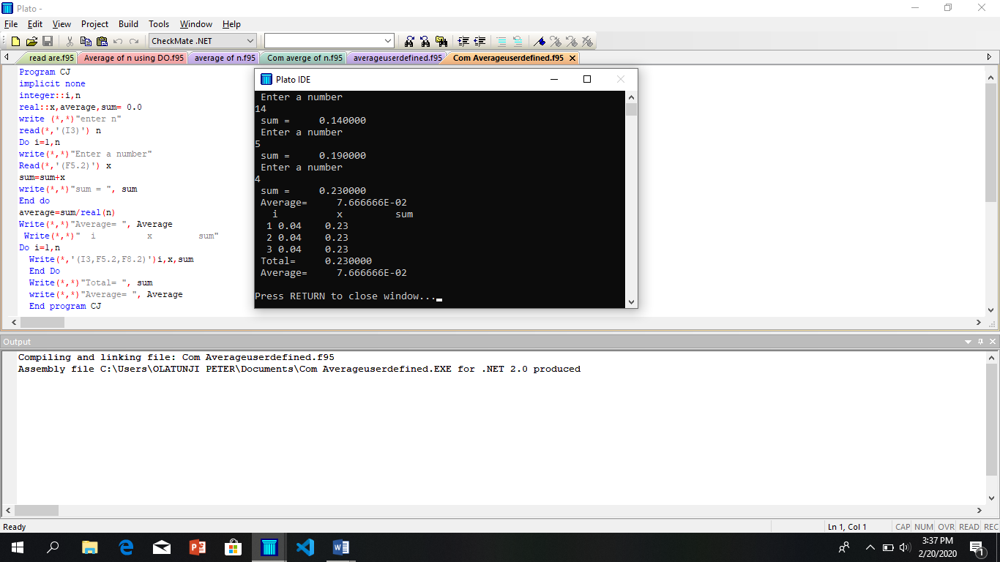 Plato -
File Edit View Project Build Tools Window Help
CheckMate .NET
read are.f95 Average of n using DO.f95 average of n.f95 Com averge of n.f95 averageuserdefined.f95 Com Averageuserdefined.f95
Program CJ
implicit none
integer::i,n
real::x,average,sum= 0.0
write (*,*)"enter n"
read(*,'(I3)') n
Do i=1,n
write(*,*)"Enter a number"
Read(*,'(F5.2)') x
sum=sum+x
write(*,*)"sum = ", sum
End do
average=sum/real(n)
Write(*,*)"Average= ", Average
Write(*,*)"  i          x         sum"
Do i=1,n
Write(*,'(I3,F5.2,F8.2)')i,x,sum
End Do
Write(*,*)"Total= ", sum
write(*,*)"Average= ", Average
End program CJ
Plato IDE
Enter a number
14
sum =     0.140000
Enter a number
5
sum =     0.190000
Enter a number
4
sum =     0.230000
Average=     7.666666E-02
i          x         sum
1 0.04    0.23
2 0.04    0.23
3 0.04    0.23
Total=     0.230000
Average=     7.666666E-02
Press RETURN to close window...
Output
Compiling and linking file: Com Averageuserdefined.f95
Assembly file C:\Users\OLATUNJI PETER\Documents\Com Averageuserdefined.EXE for .NET 2.0 produced
Ready
Ln 1, Col 1 CAP NUM OVR READ REC
3:37 PM
2/20/2020
1